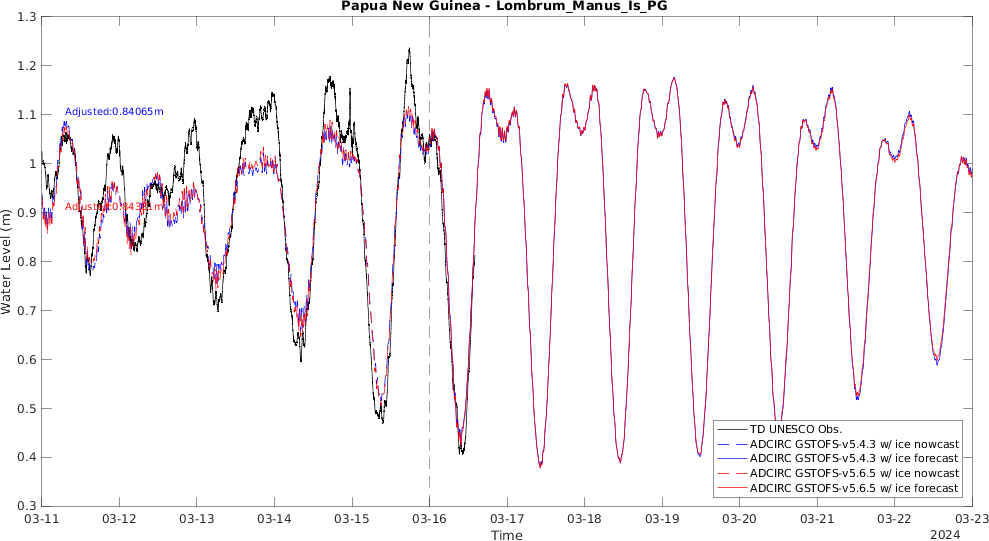 Papua New Guinea - Lombrum_Manus_Is_PG
1.3
1.2
1.1
1
0.9
0.8
0.7
0.6
0.5
0.4
0.3
Water Level (m)
Adjusted:0.84065m
TD UNESCO Obs.
ADCIRC GSTOFS-v5.4.3 w/ ice nowcast
ADCIRC GSTOFS-v5.4.3 w/ ice forecast
ADCIRC GSTOFS-v5.6.5 w/ ice nowcast
ADCIRC GSTOFS-v5.6.5 w/ ice forecast
03-11 03-12 03-13 03-14 03-15 03-16 03-17 03-18 03-19 03-20 03-21 03-22 03-23
Time
2024